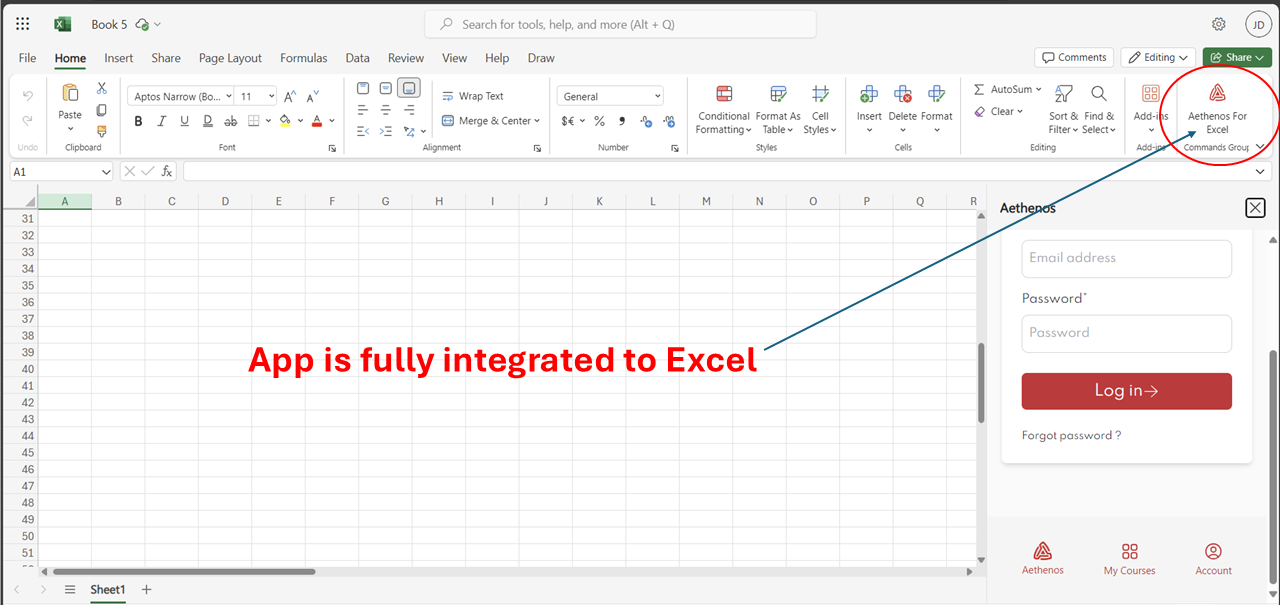 Book 5
Search for tools, help, and more (Alt + Q)
JD
File Home Insert Share Page Layout Formulas Data Review View Help Draw
Comments Editing Share
Paste
Undo Clipboard
Aptos Narrow (Bo... 11 A^ A˅
B I U D ab A
Font
Wrap Text
Merge & Center
Alignment
General
$€ % 9
Number
Conditional Formatting
Format As Table
Cell Styles
Styles
Insert Delete Format
Cells
AutoSum
Clear
Sort & Filter
Find & Select
Editing
Add-ins
Add-ins
Aethenos For Excel
Commands Group
A1 fx
A B C D E F G H I J K L M N O P Q R
31
32
33
34
35
36
37
38
39
40
41
42
43
44
45
46
47
48
49
50
51
App is fully integrated to Excel
Aethenos
Email address
Password*
Password
Log in→
Forgot password ?
Aethenos My Courses Account
Sheet1 +